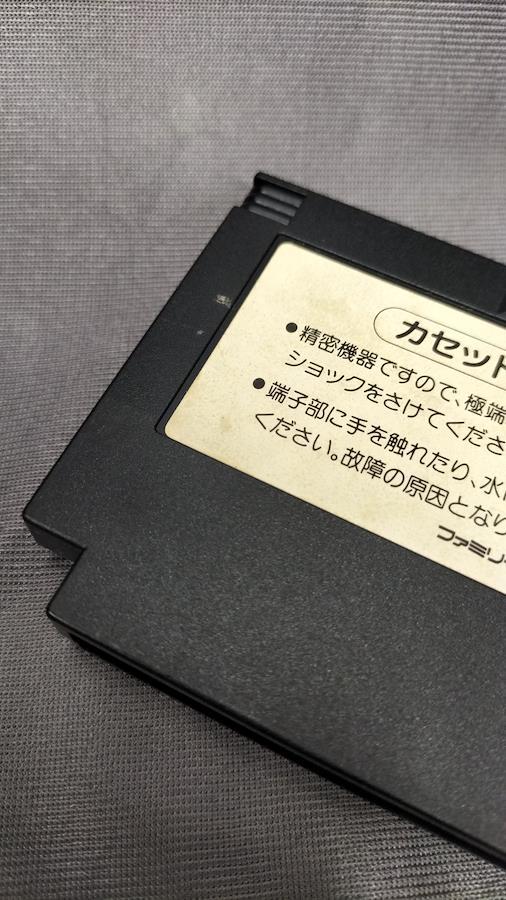 カセット
●精密機器ですので、極端
ショックをさけてくださ
●端子部に手を触れたり、水
ください。故障の原因となり
ファミリー